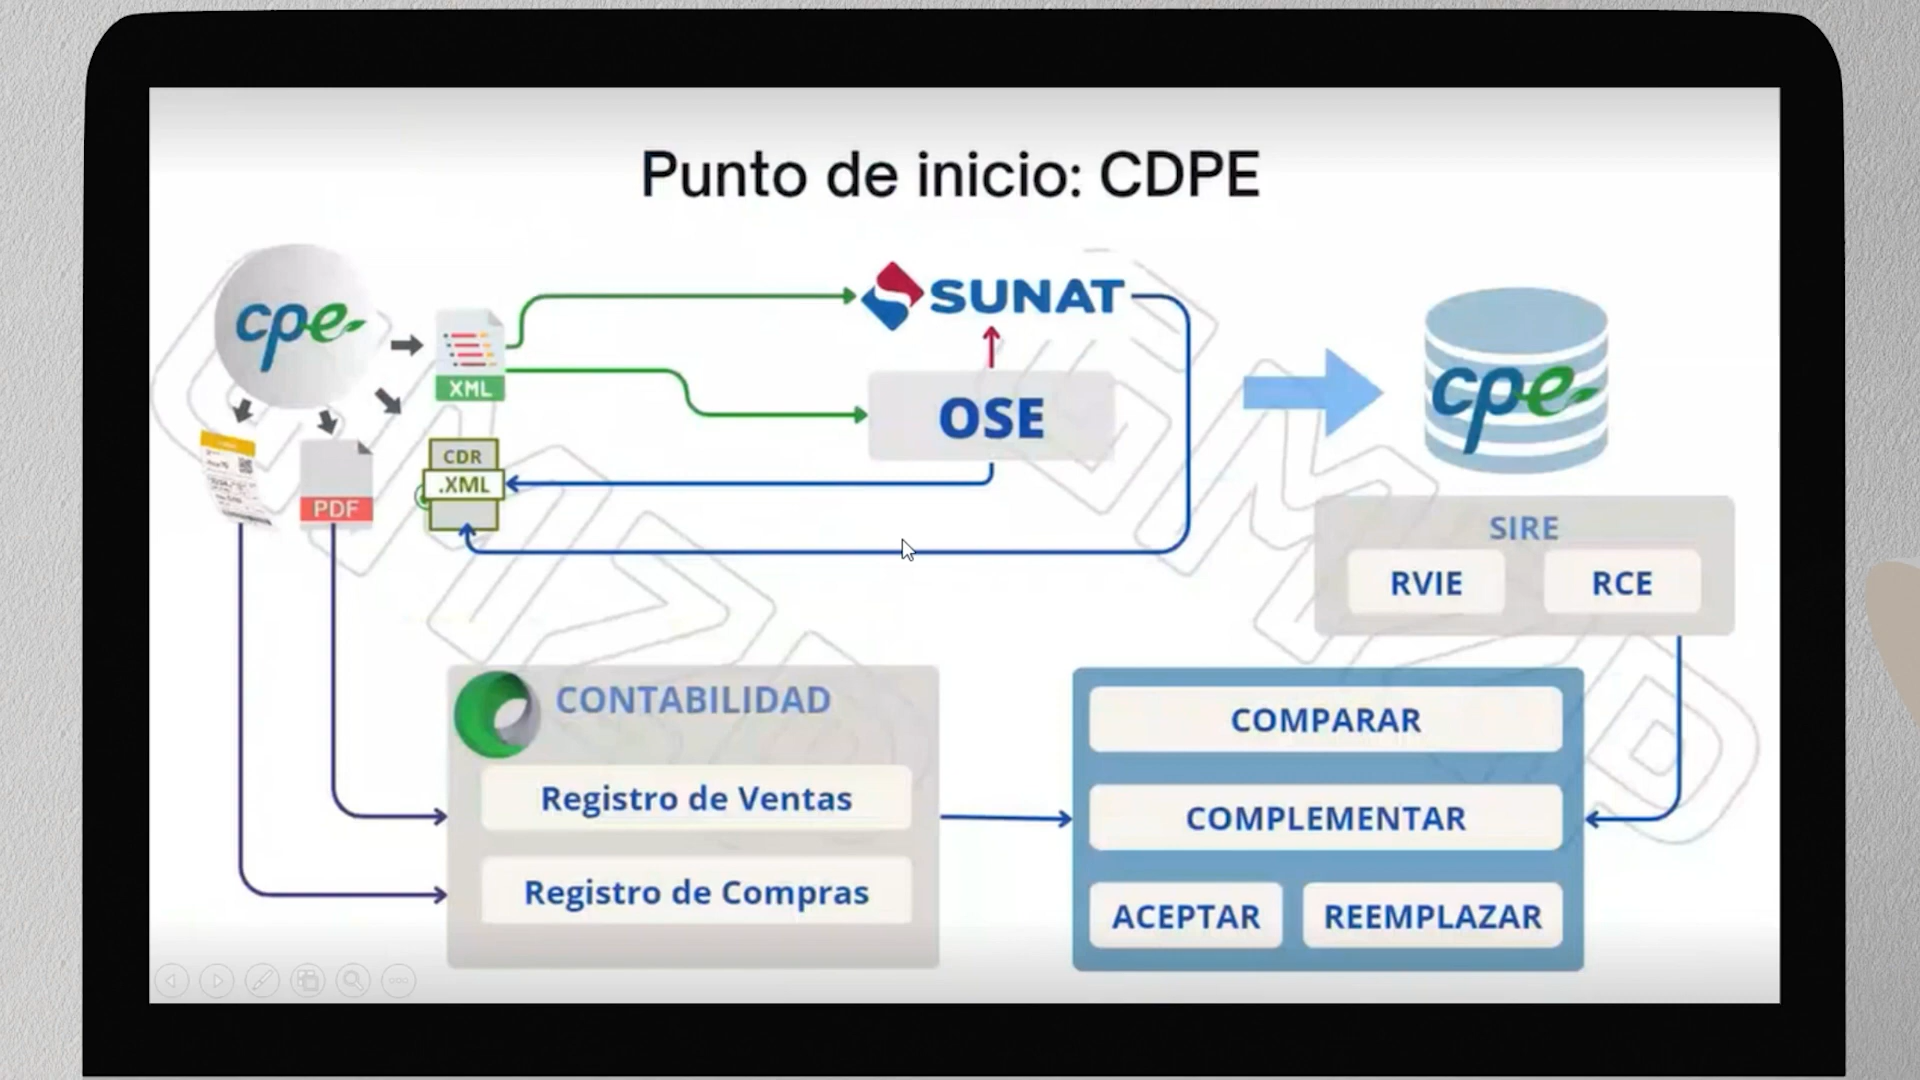 Punto de inicio: CDPE
cpe
SUNAT
XML
OSE
cpe
CDR
.XML
PDF
SIRE
RVIE
RCE
CONTABILIDAD
Registro de Ventas
Registro de Compras
COMPARAR
COMPLEMENTAR
ACEPTAR
REEMPLAZAR